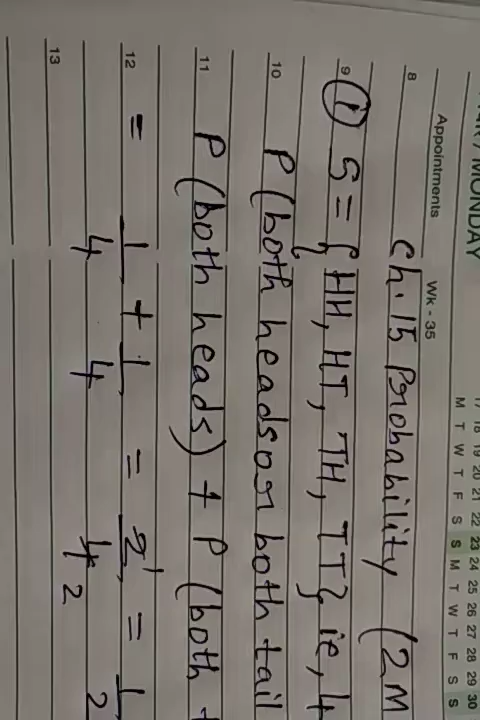 / MONDAY
17 18 19 20 21 22 23 24 25 26 27 28 29 30
M T W T F S S M T W T F S S
Appointments Wk - 35
8 Ch. 15 Probability (2 M
9 (i) S = { HH, HT, TH, TT } ie, 4
10 P (both heads or both tail
11 P (both heads) + P (both t
12 = 1/4 + 1/4 = 2/4 1 2 = 1/2
13